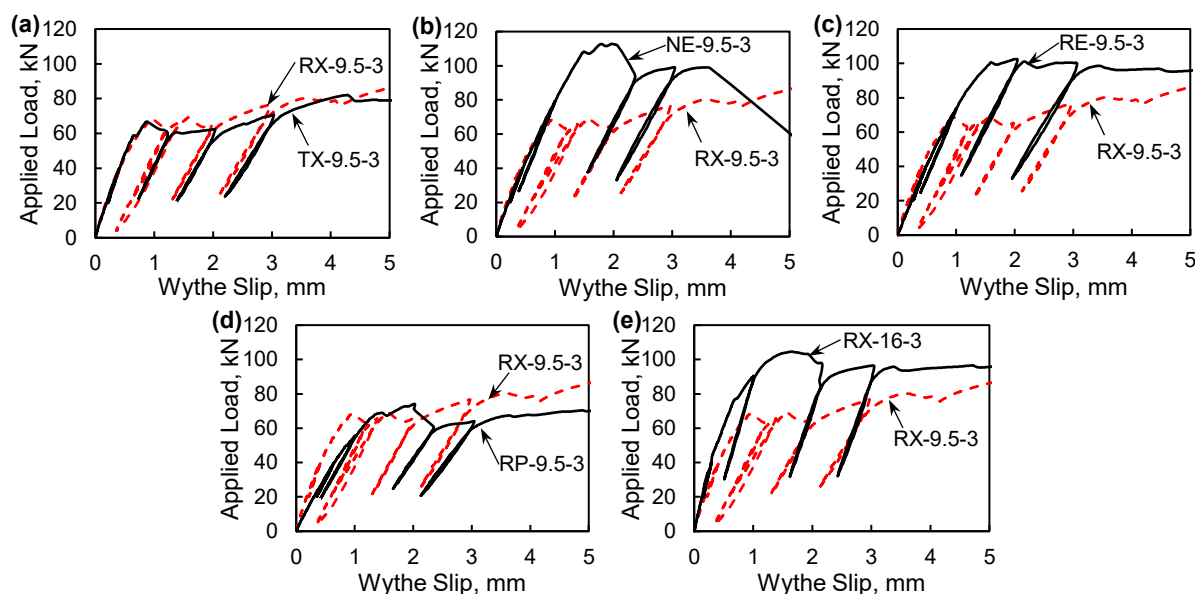 (a)
120
100
80
60
40
20
0
Applied Load, kN
RX-9.5-3
TX-9.5-3
0 1 2 3 4 5
Wythe Slip, mm
(b)
120
100
80
60
40
20
0
Applied Load, kN
NE-9.5-3
RX-9.5-3
0 1 2 3 4 5
Wythe Slip, mm
(c)
120
100
80
60
40
20
0
Applied Load, kN
RE-9.5-3
RX-9.5-3
0 1 2 3 4 5
Wythe Slip, mm
(d)
120
100
80
60
40
20
0
Applied Load, kN
RX-9.5-3
RP-9.5-3
0 1 2 3 4 5
Wythe Slip, mm
(e)
120
100
80
60
40
20
0
Applied Load, kN
RX-16-3
RX-9.5-3
0 1 2 3 4 5
Wythe Slip, mm